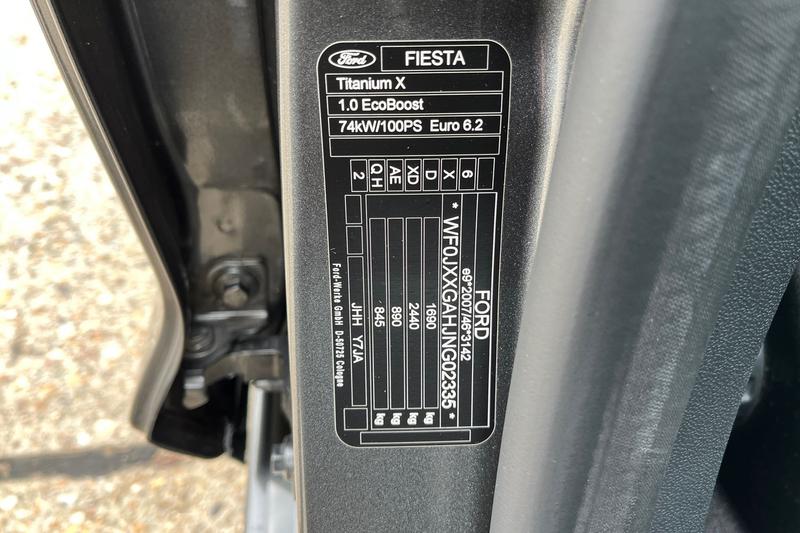 Ford
FIESTA
Titanium X
1.0 EcoBoost
74kW/100PS Euro 6.2
2 QH AE XD D X 6
FORD
e9*2007/46*3142
* WF0JXXGAHJNG02335 *
1690 kg
2440 kg
890 kg
845 kg
JHH Y7JA
Ford-Werke GmbH D-50725 Cologne